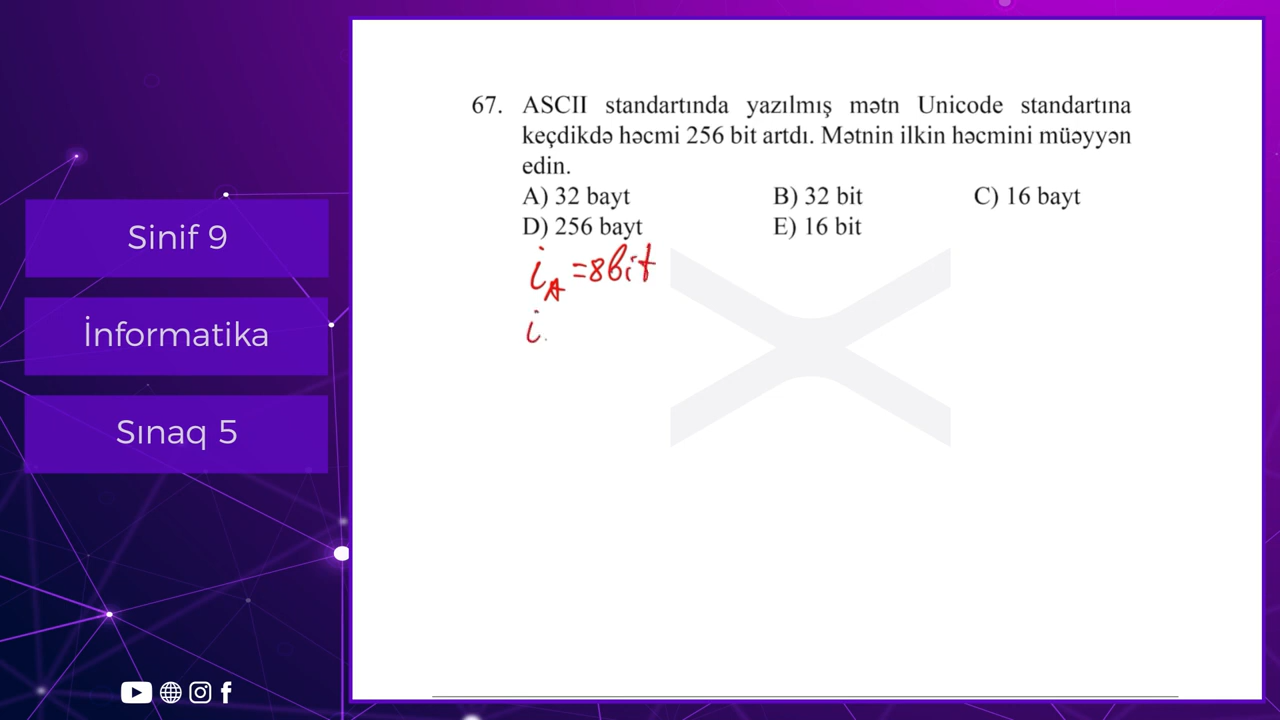 Sinif 9
İnformatika
Sınaq 5
67. ASCII standartında yazılmış mətn Unicode standartına
keçdikdə həcmi 256 bit artdı. Mətnin ilkin həcmini müəyyən
edin.
A) 32 bayt B) 32 bit C) 16 bayt
D) 256 bayt E) 16 bit
i_A = 8bit
i